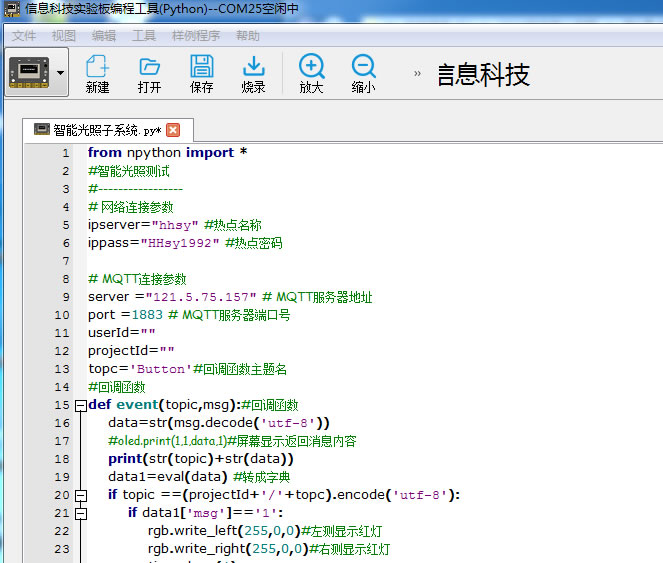 信息科技实验板编程工具(Python)--COM25空闲中
文件 视图 编辑 工具 样例程序 帮助
新建 打开 保存 烧录 放大 缩小 » 信息科技
智能光照子系统.py*
1 from npython import *
2 #智能光照测试
3 #-----------------
4 # 网络连接参数
5 ipserver="hhsy" #热点名称
6 ippass="HHsy1992" #热点密码
7
8 # MQTT连接参数
9 server ="121.5.75.157" # MQTT服务器地址
10 port =1883 # MQTT服务器端口号
11 userId=""
12 projectId=""
13 topc='Button'#回调函数主题名
14 #回调函数
15 def event(topic,msg):#回调函数
16 data=str(msg.decode('utf-8'))
17 #oled.print(1,1,data,1)#屏幕显示返回消息内容
18 print(str(topic)+str(data))
19 data1=eval(data) #转成字典
20 if topic ==(projectId+'/'+topc).encode('utf-8'):
21 if data1['msg']=='1':
22 rgb.write_left(255,0,0)#左测显示红灯
23 rgb.write_right(255,0,0)#右测显示红灯